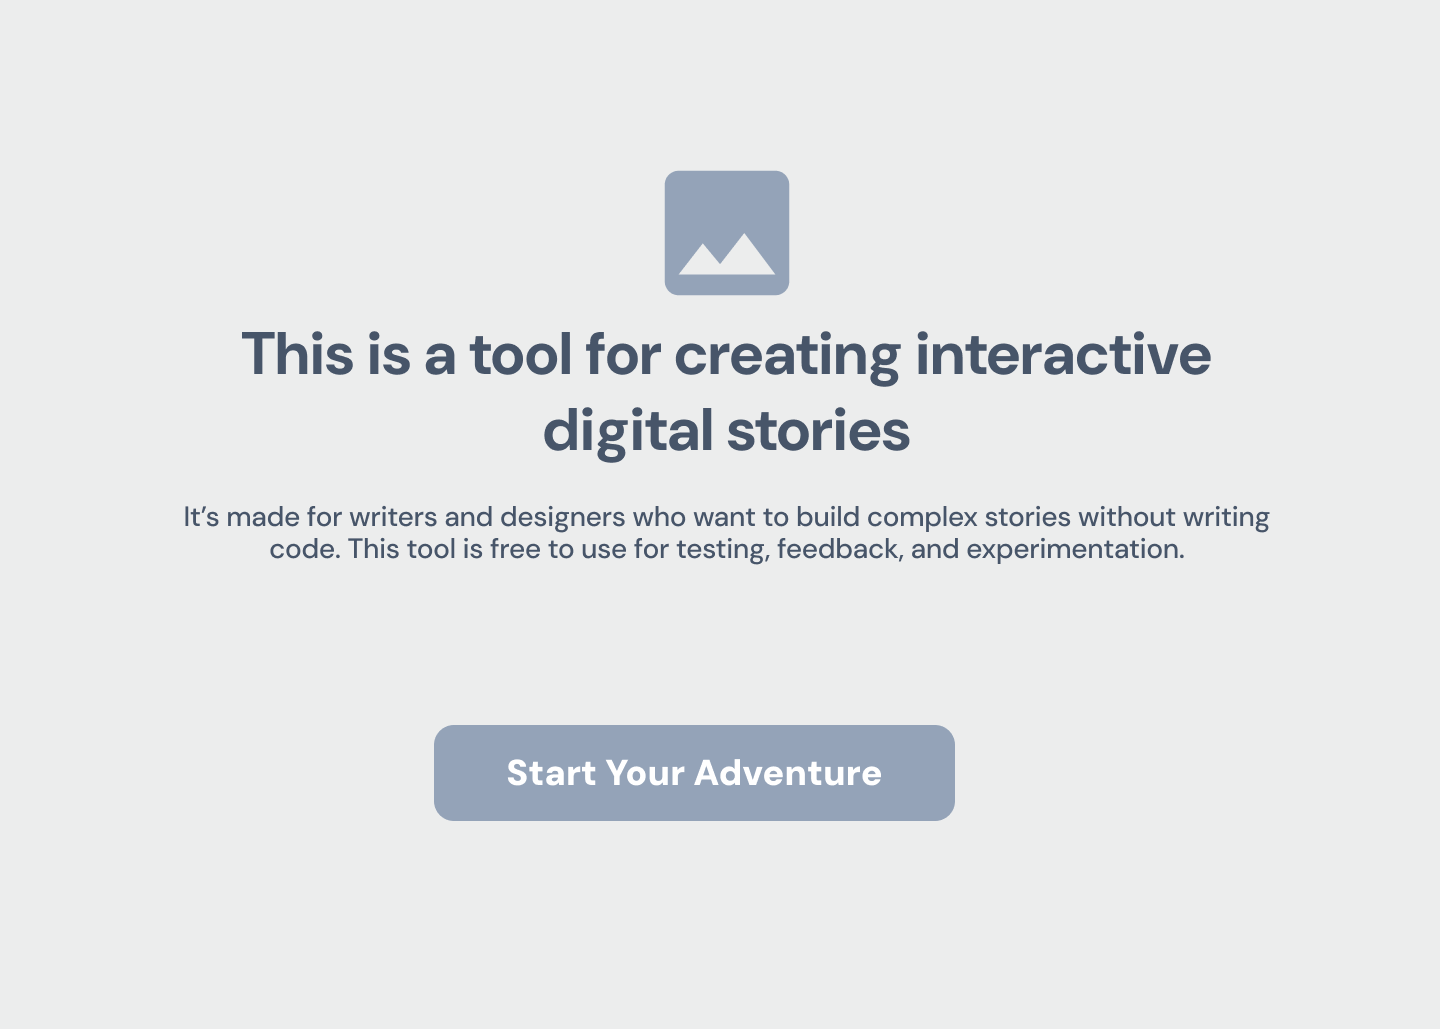 This is a tool for creating interactive
digital stories
It’s made for writers and designers who want to build complex stories without writing
code. This tool is free to use for testing, feedback, and experimentation.
Start Your Adventure